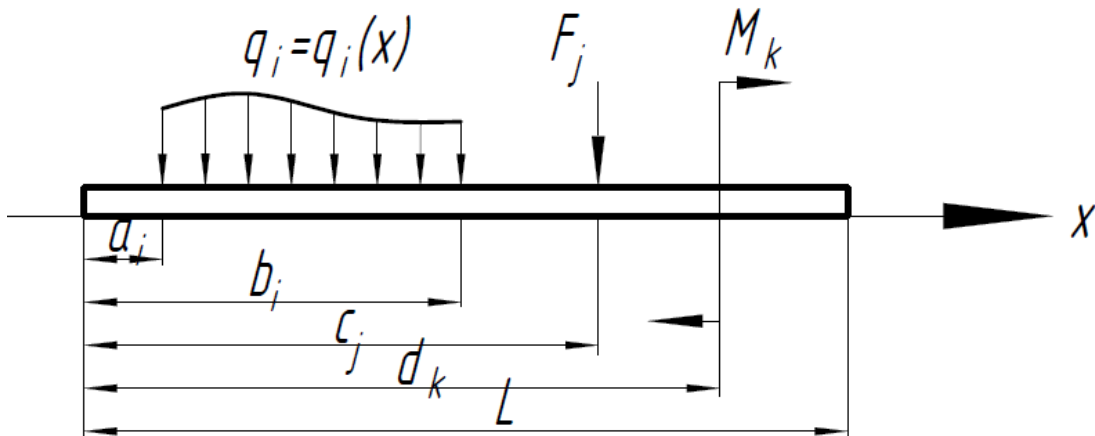 q_i=q_i(x)
F_j
M_k
x
a_i
b_i
c_j
d_k
L